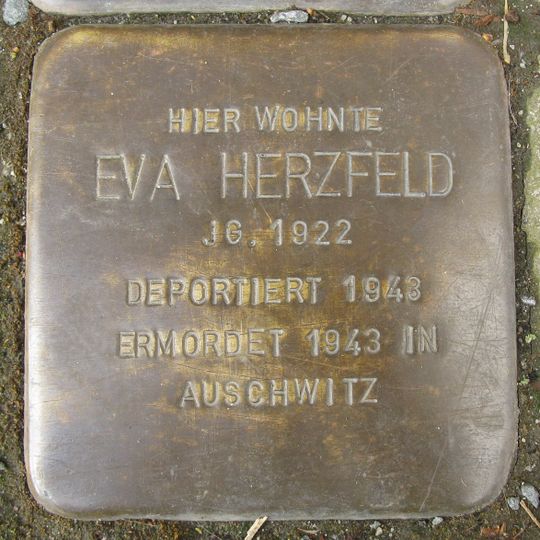 HIER WOHNTE
EVA HERZFELD
JG. 1922
DEPORTIERT 1943
ERMORDET 1943 IN
AUSCHWITZ